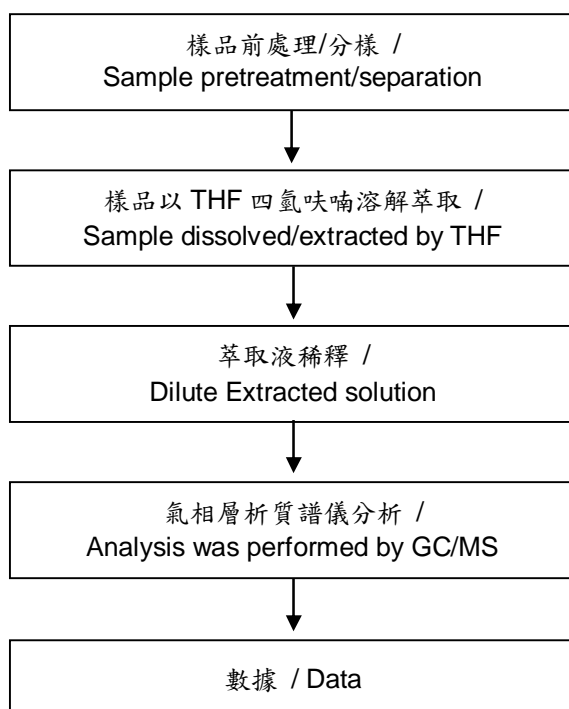 樣品前處理/分樣 /
Sample pretreatment/separation
樣品以 THF 四氫呋喃溶解萃取 /
Sample dissolved/extracted by THF
萃取液稀釋 /
Dilute Extracted solution
氣相層析質譜儀分析 /
Analysis was performed by GC/MS
數據 / Data